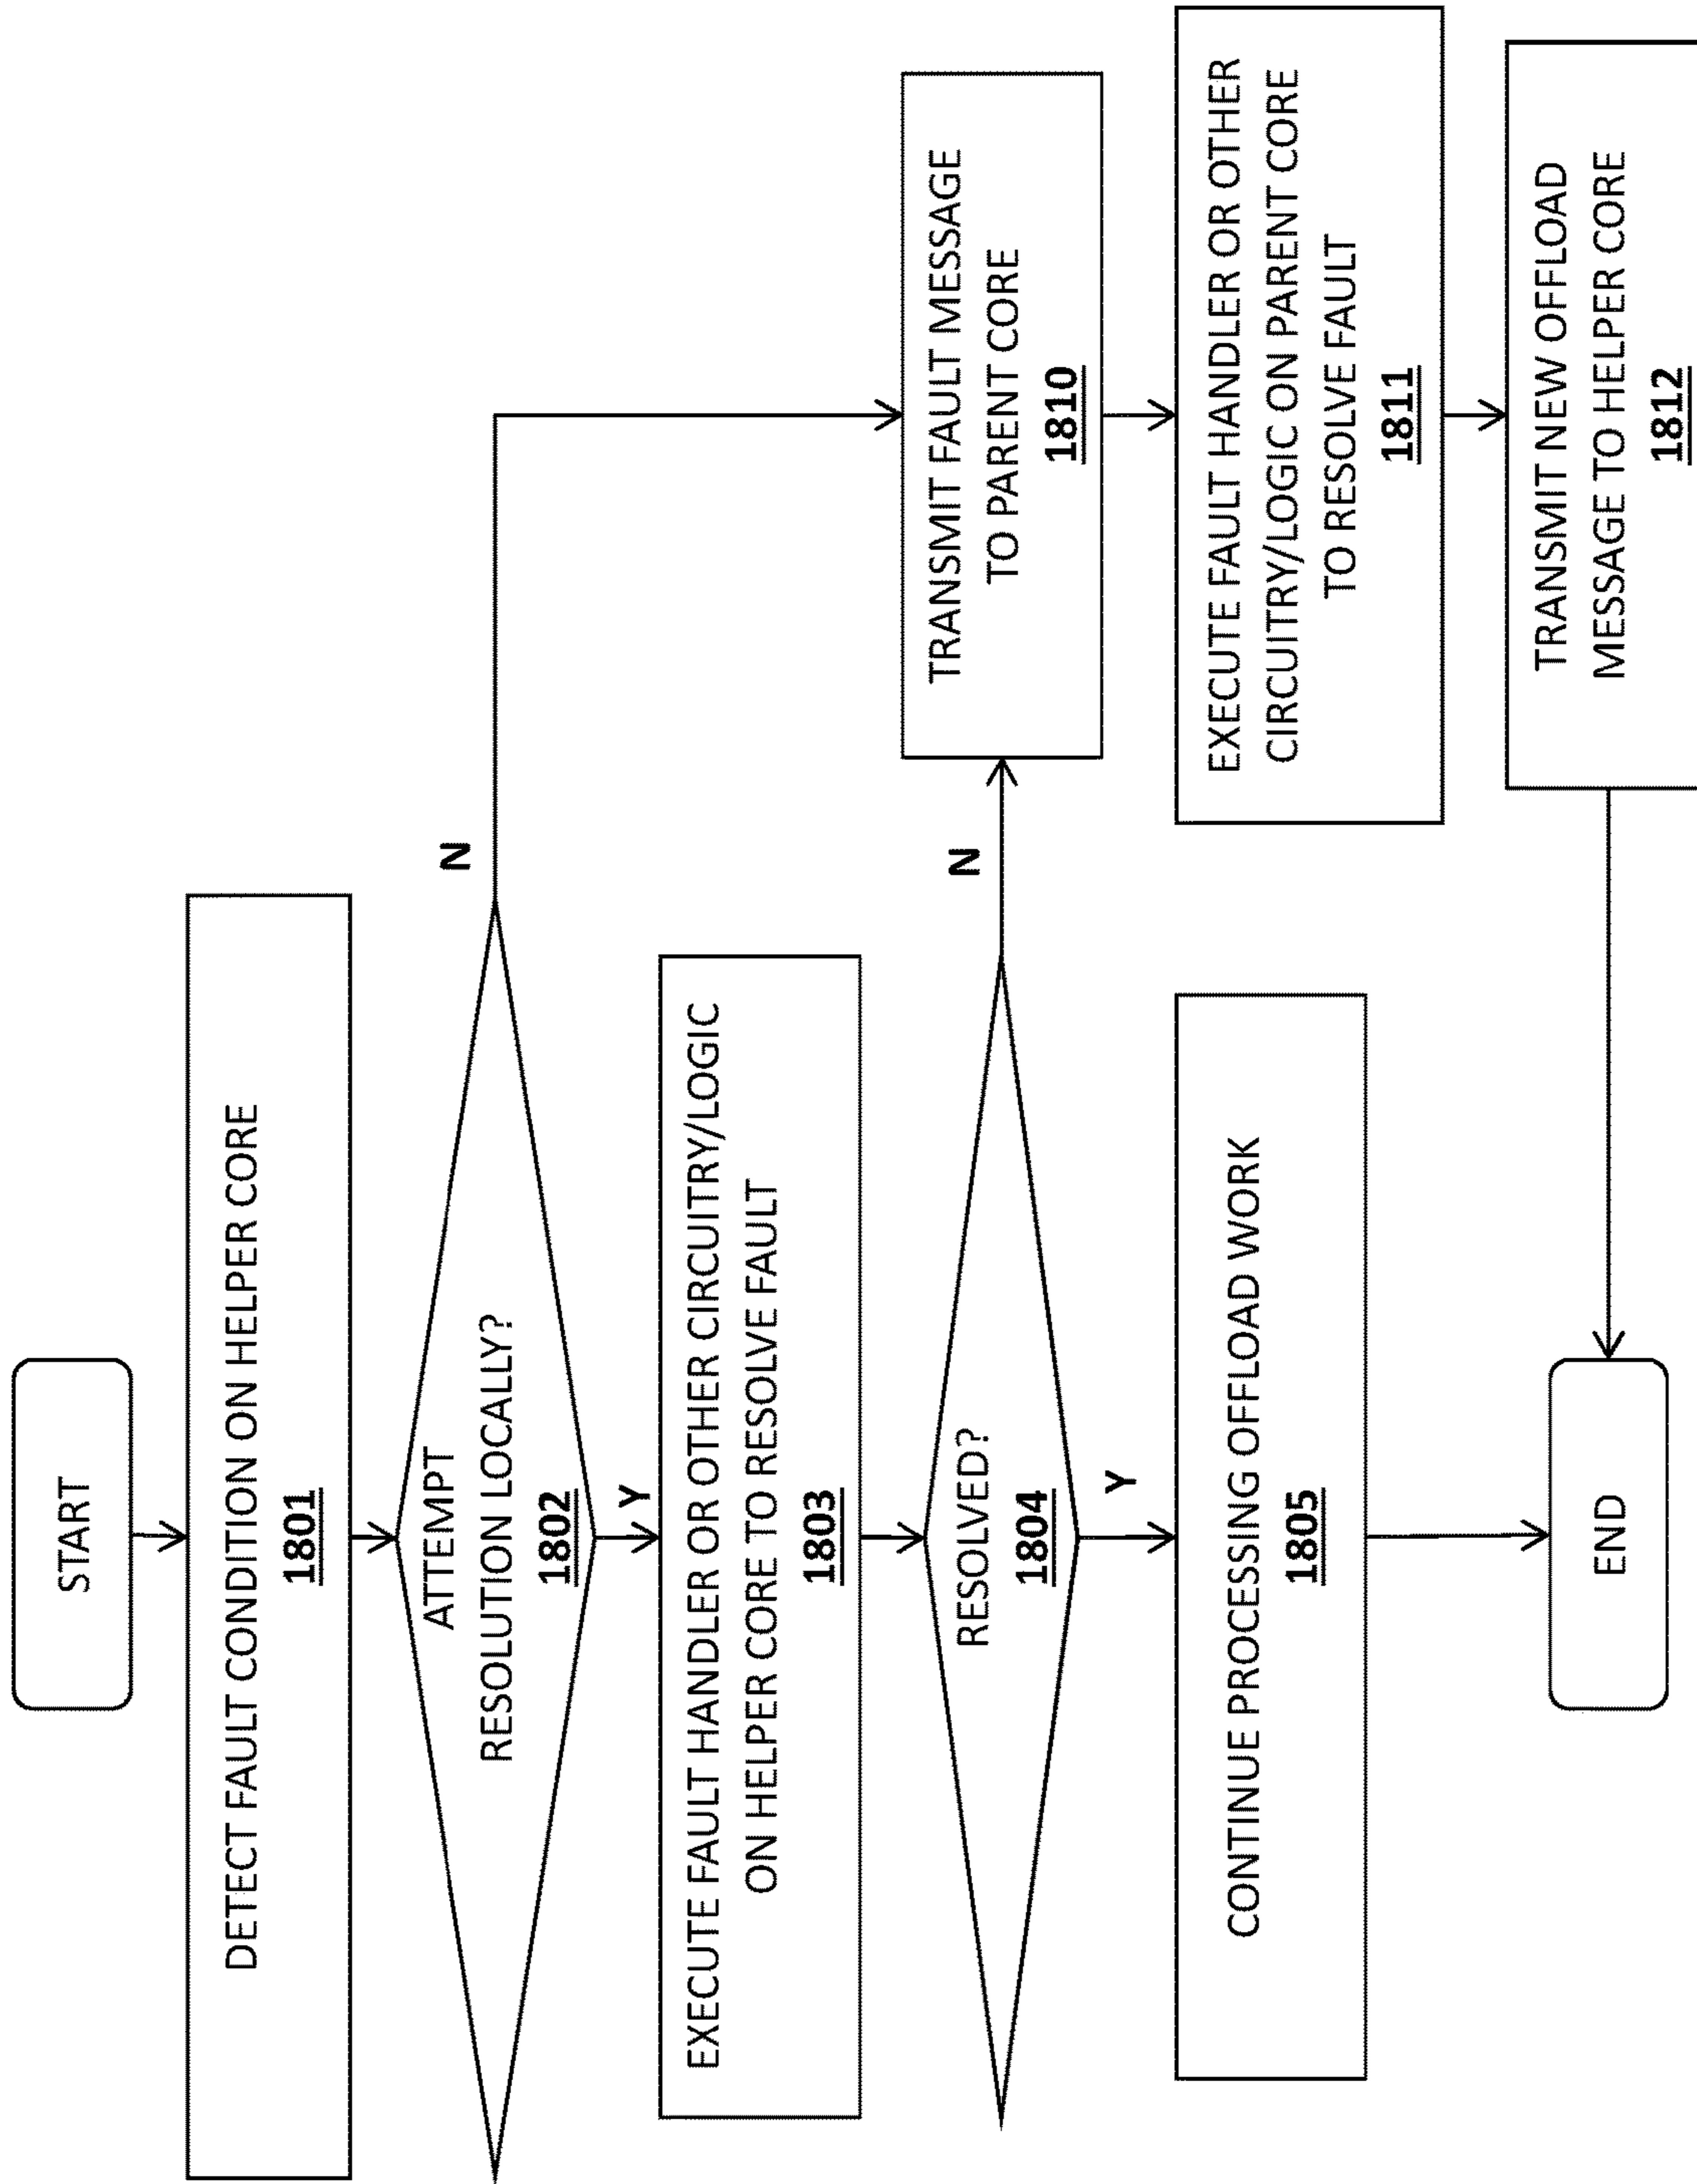 START
DETECT FAULT CONDITION ON HELPER CORE
1801
ATTEMPT
RESOLUTION LOCALLY?
1802
N
Y
EXECUTE FAULT HANDLER OR OTHER CIRCUITRY/LOGIC
ON HELPER CORE TO RESOLVE FAULT
1803
RESOLVED?
1804
N
Y
CONTINUE PROCESSING OFFLOAD WORK
1805
TRANSMIT FAULT MESSAGE
TO PARENT CORE
1810
EXECUTE FAULT HANDLER OR OTHER
CIRCUITRY/LOGIC ON PARENT CORE
TO RESOLVE FAULT
1811
TRANSMIT NEW OFFLOAD
MESSAGE TO HELPER CORE
1812
END